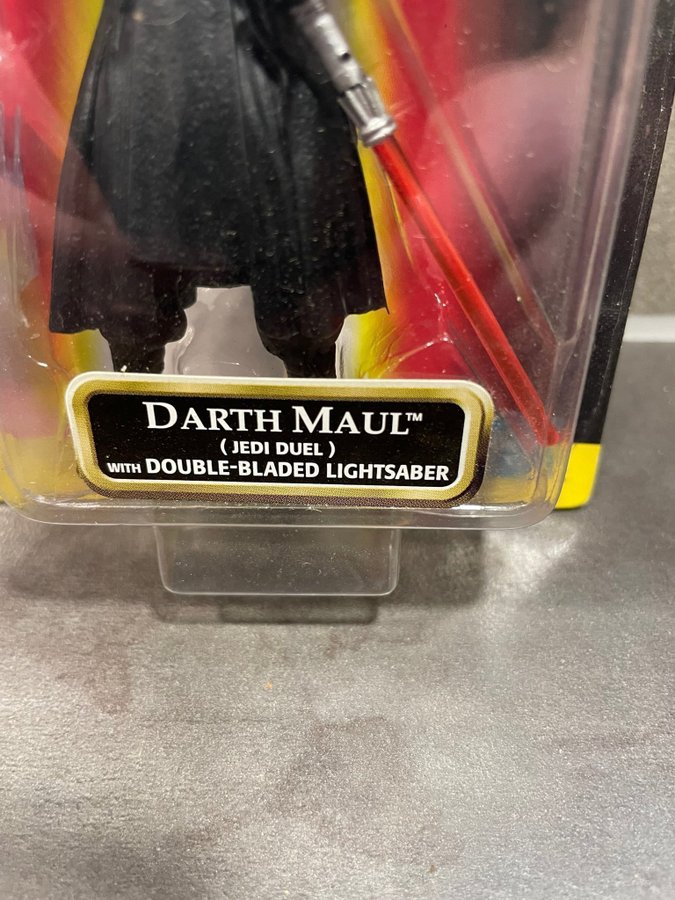 DARTH MAUL™
( JEDI DUEL )
WITH DOUBLE-BLADED LIGHTSABER